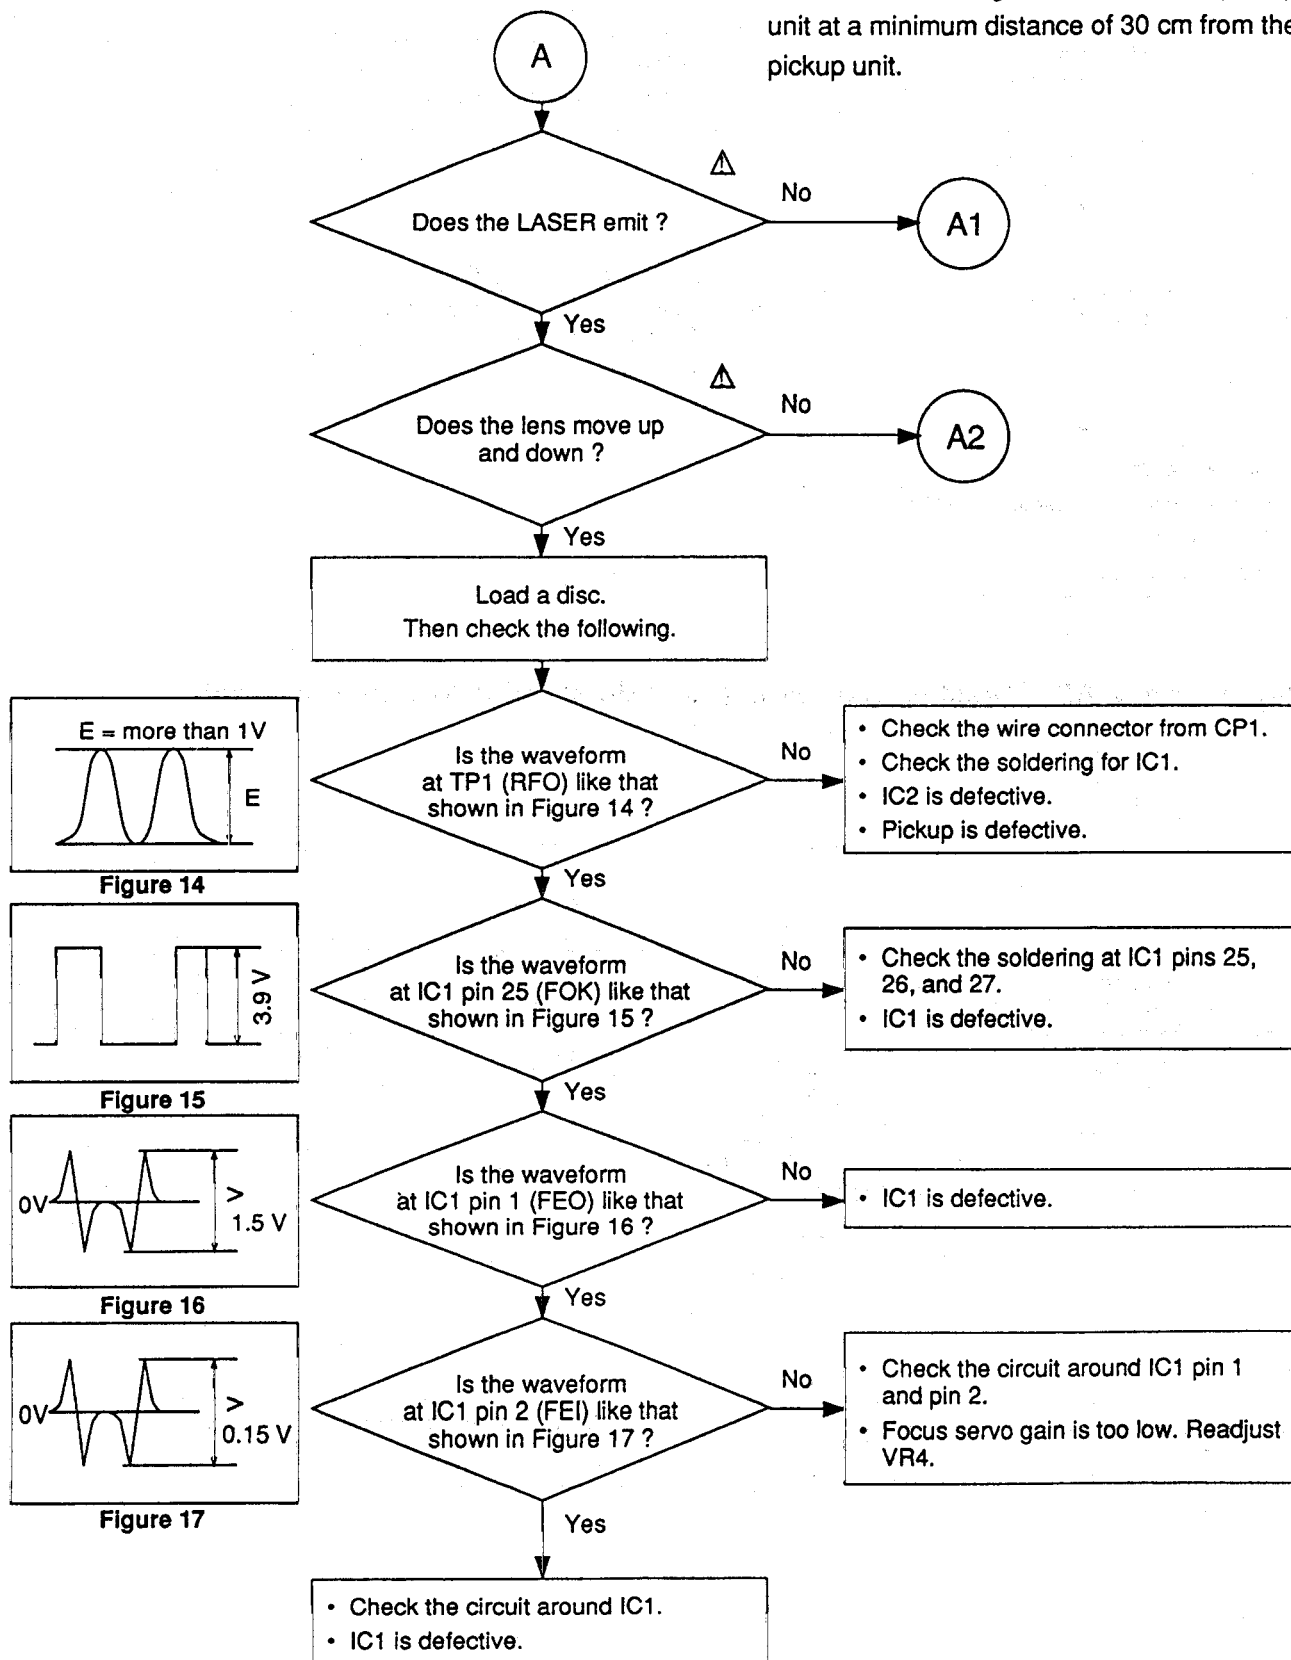 unit at a minimum distance of 30 cm from the
pickup unit.
A
Does the LASER emit ?
No
A1
Yes
Does the lens move up
and down ?
No
A2
Yes
Load a disc.
Then check the following.
E = more than 1V
E
Figure 14
Is the waveform
at TP1 (RFO) like that
shown in Figure 14 ?
No
• Check the wire connector from CP1.
• Check the soldering for IC1.
• IC2 is defective.
• Pickup is defective.
Yes
3.9 V
Figure 15
Is the waveform
at IC1 pin 25 (FOK) like that
shown in Figure 15 ?
No
• Check the soldering at IC1 pins 25,
26, and 27.
• IC1 is defective.
Yes
0V
>
1.5 V
Figure 16
Is the waveform
at IC1 pin 1 (FEO) like that
shown in Figure 16 ?
No
• IC1 is defective.
Yes
0V
>
0.15 V
Figure 17
Is the waveform
at IC1 pin 2 (FEI) like that
shown in Figure 17 ?
No
• Check the circuit around IC1 pin 1
and pin 2.
• Focus servo gain is too low. Readjust
VR4.
Yes
• Check the circuit around IC1.
• IC1 is defective.